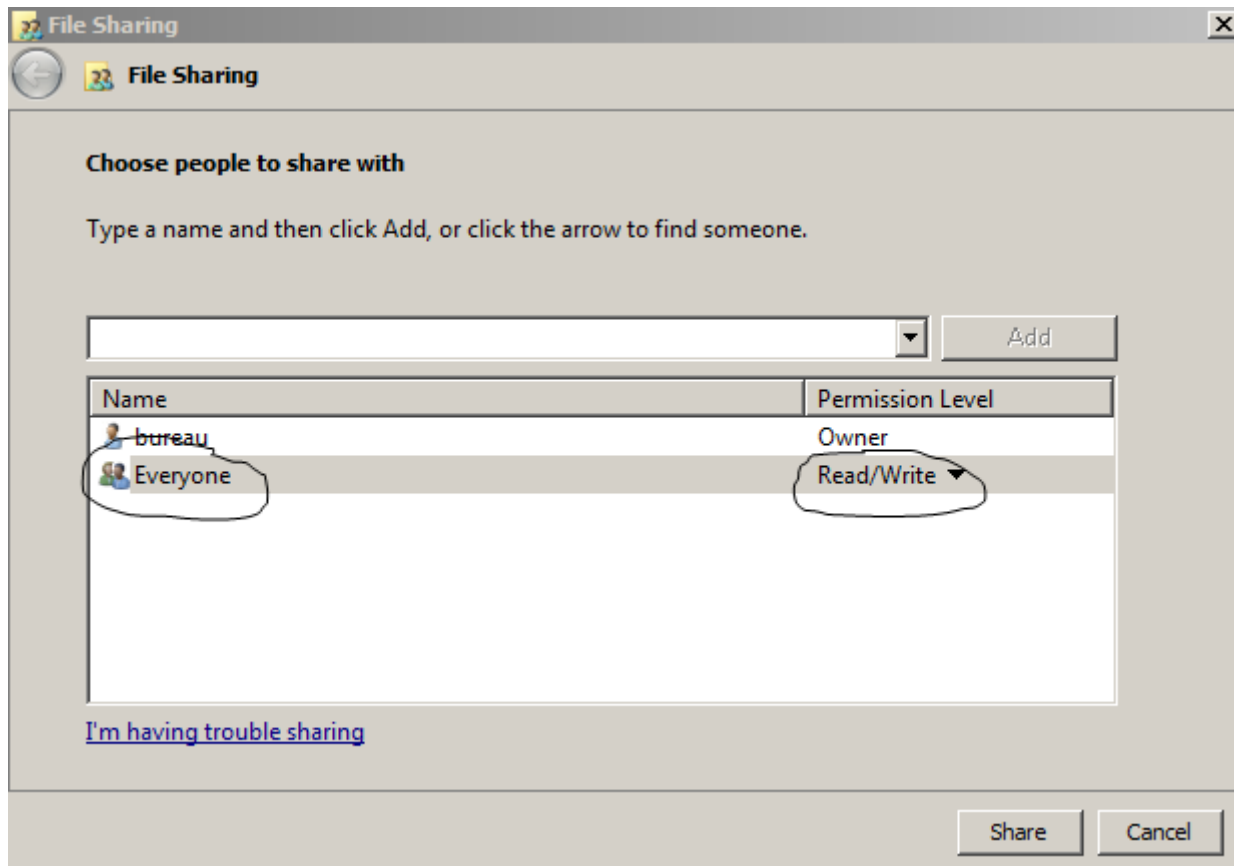 File Sharing
File Sharing
Choose people to share with
Type a name and then click Add, or click the arrow to find someone.
Add
Name Permission Level
bureau Owner
Everyone Read/Write
I'm having trouble sharing
Share Cancel